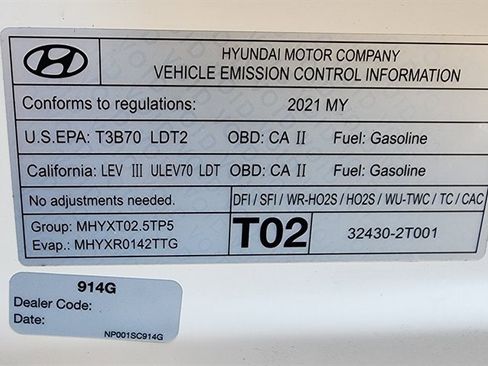 HYUNDAI MOTOR COMPANY
VEHICLE EMISSION CONTROL INFORMATION
Conforms to regulations: 2021 MY
U.S.EPA: T3B70 LDT2 OBD: CA II Fuel: Gasoline
California: LEV III ULEV70 LDT OBD: CA II Fuel: Gasoline
No adjustments needed. DFI / SFI / WR-HO2S / HO2S / WU-TWC / TC / CAC
Group: MHYXT02.5TP5
Evap.: MHYXR0142TTG
T02 32430-2T001
914G
Dealer Code:
Date:
NP001SC914G